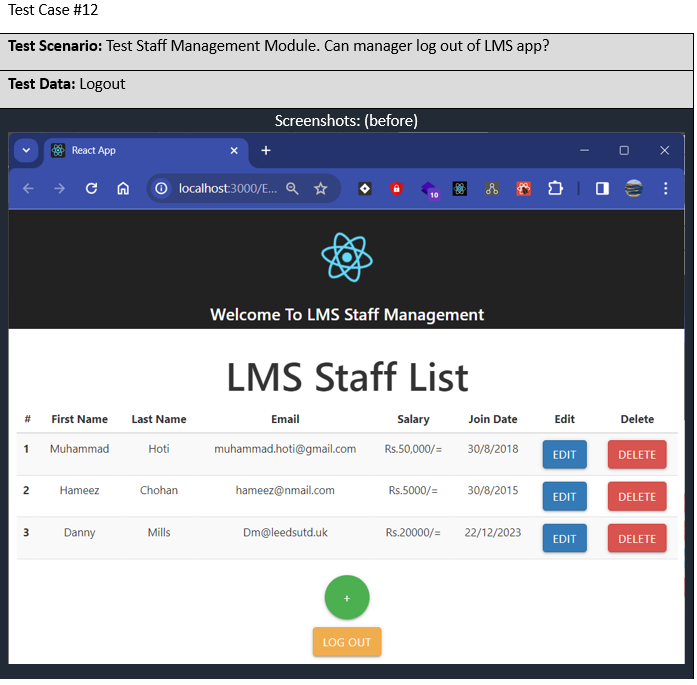 Test Case #12
Test Scenario: Test Staff Management Module. Can manager log out of LMS app?
Test Data: Logout
Screenshots: (before)
React App
localhost:3000/E...
10
Welcome To LMS Staff Management
LMS Staff List
# First Name Last Name Email Salary Join Date Edit Delete
1 Muhammad Hoti muhammad.hoti@gmail.com Rs.50,000/= 30/8/2018 EDIT DELETE
2 Hameez Chohan hameez@nmail.com Rs.5000/= 30/8/2015 EDIT DELETE
3 Danny Mills Dm@leedsutd.uk Rs.20000/= 22/12/2023 EDIT DELETE
+
LOG OUT